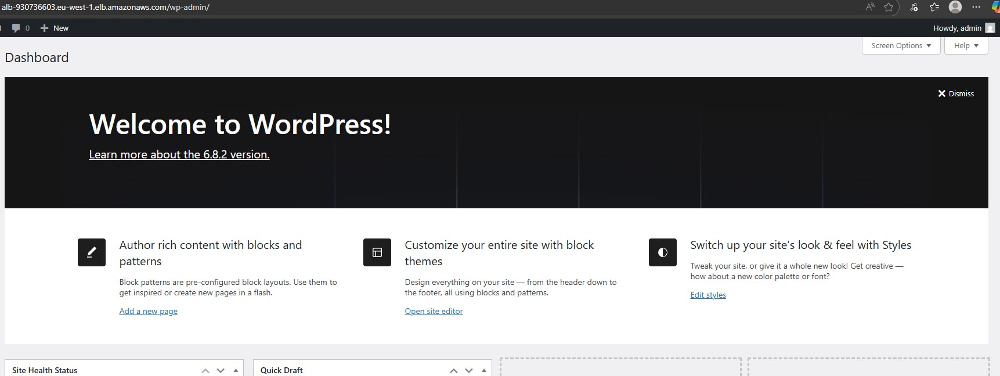 alb-930736603.eu-west-1.elb.amazonaws.com/wp-admin/
0 New
Howdy, admin
Screen Options
Help
Dashboard
Dismiss
Welcome to WordPress!
Learn more about the 6.8.2 version.
Author rich content with blocks and
patterns
Block patterns are pre-configured block layouts. Use them to
get inspired or create new pages in a flash.
Add a new page
Customize your entire site with block
themes
Design everything on your site — from the header down to
the footer, all using blocks and patterns.
Open site editor
Switch up your site’s look & feel with Styles
Tweak your site, or give it a whole new look! Get creative —
how about a new color palette or font?
Edit styles
Site Health Status
Quick Draft